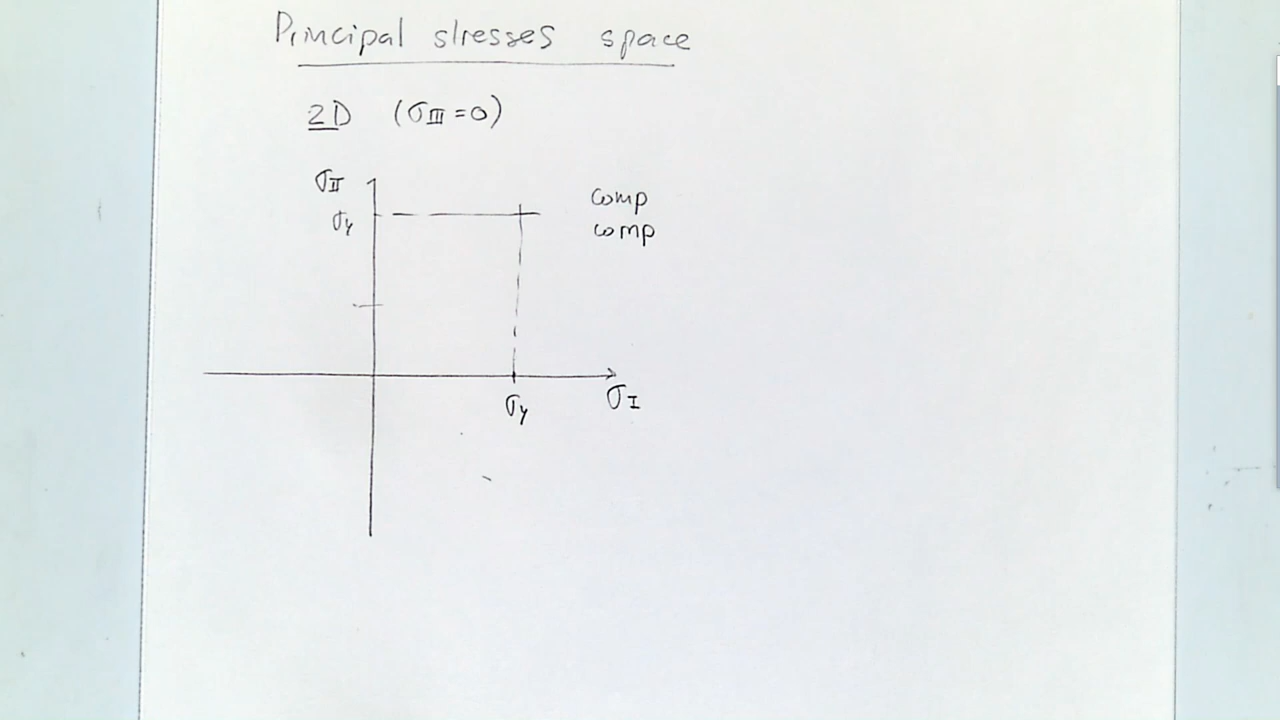 Principal stresses space
2D (σIII=0)
σII
σy
comp
comp
σy
σI